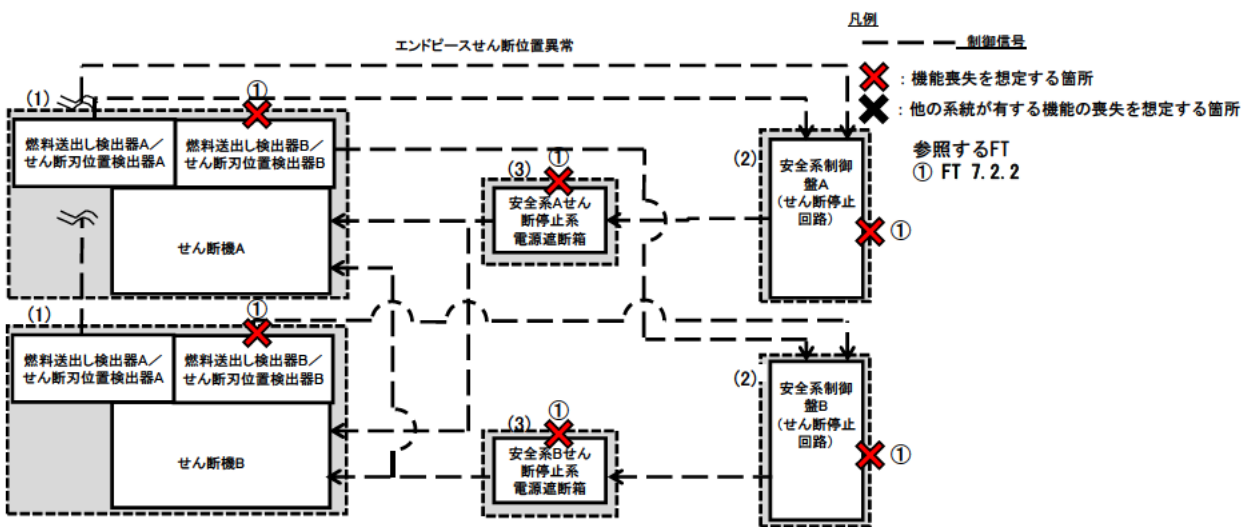 凡例
制御信号
エンドピースせん断位置異常
: 機能喪失を想定する箇所
: 他の系統が有する機能の喪失を想定する箇所
参照するFT
① FT 7.2.2
(1)
①
燃料送出し検出器A/
せん断刃位置検出器A
燃料送出し検出器B/
せん断刃位置検出器B
せん断機A
(3)
①
安全系Aせん
断停止系
電源遮断箱
(2)
安全系制御
盤A
(せん断停止
回路)
①
(1)
①
燃料送出し検出器A/
せん断刃位置検出器A
燃料送出し検出器B/
せん断刃位置検出器B
せん断機B
(3)
①
安全系Bせん
断停止系
電源遮断箱
(2)
安全系制御
盤B
(せん断停止
回路)
①